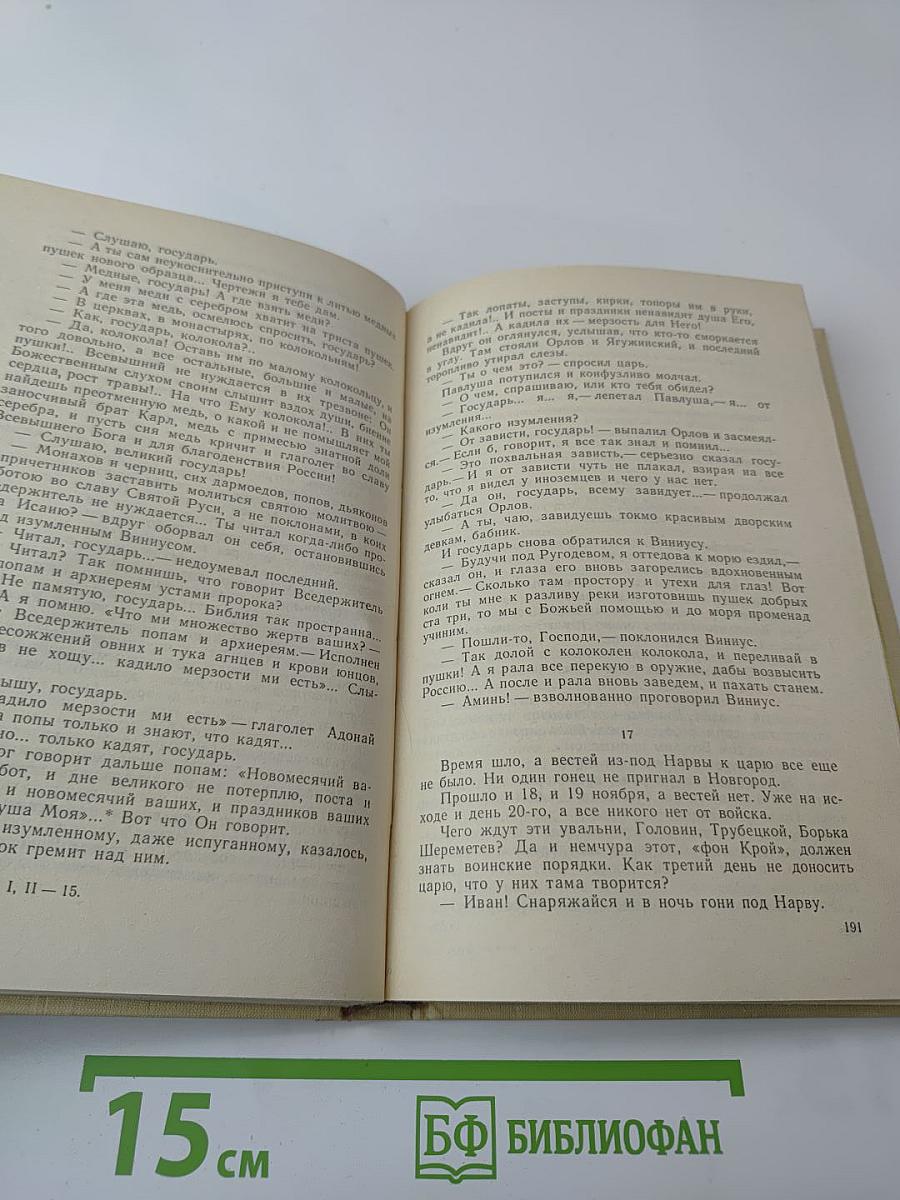 — Слушаю, государь.
— А ты сам неукоснительно приступи к литью медных
пушек нового образца... Чертежи я тебе дам.
— Медные, государь! А где взять меди?
— У меня меди с серебром хватит на триста пушек.
— А где эта медь, осмелюсь спросить, государь?
— В церквах, в монастырях, по колокольням!
— Как, государь, колокола?..
— Да, колокола! Оставь им по малому колокольцу, и
того довольно, а все остальные, большие и малые, на
пушки!.. Всевышний не нуждается в их трезвоне: Он
Божественным слухом своим слышит вздох души, биение
сердца, рост травы!.. На что Ему колокола!.. В них ты
найдешь преотменную медь, о какой и не помышляет мой
заносчивый брат Карл, медь с примесью знатной доли
серебра, и пусть сия медь кричит и глаголет во славу
Всевышнего Бога и для благоденствия России!
— Слушаю, великий государь!
— Монахов и черниц, сих дармоедов, попов, дьяконов
причетников заставить молиться святою молитвою —
ботою во славу Святой Руси, а не поклонами, в коих
едержитель не нуждается... Ты читал когда-либо про-
а Исаию? — вдруг оборвал он себя, остановившись
д изумленным Виниусом.
Читал, государь...— недоумевал последний.
Читал? Так помнишь, что говорит Вседержитель
попам и архиереям устами пророка?
Не памятую, государь... Библия так пространна...
А я помню. «Что ми множество жертв ваших? —
Вседержитель попам и архиереям.— Исполнен
есожжений овних и тука агнцев и крови юнцов,
в не хощу... кадило мерзости ми есть»... Слы-
ышу, государь.
адило мерзости ми есть» — глаголет Адонай
а попы только и знают, что кадят...
но... только кадят, государь.
ог говорит дальше попам: «Новомесячий ва-
бот, и дне великого не потерплю, поста и
и новомесячий ваших, и праздников ваших
уша Моя»...* Вот что Он говорит.
изумленному, даже испуганному, казалось,
ок гремит над ним.
I, II — 15.
— Так лопаты, заступы, кирки, топоры им в руки,
а не кадила!.. И посты и праздники ненавидит душа Его,
ненавидит!.. А кадила их — мерзость для Него!
Вдруг он оглянулся, услышав, что кто-то сморкается
в углу. Там стояли Орлов и Ягужинский, и последний
торопливо утирал слезы.
— Ты о чем это? — спросил царь.
Павлуша потупился и конфузливо молчал.
— О чем, спрашиваю, или кто тебя обидел?
— Государь... я... я,— лепетал Павлуша,— я... от
изумления...
— Какого изумления?
— От зависти, государь! — выпалил Орлов и засмеял-
ся.— Если б, говорит, я все так знал и помнил...
— Это похвальная зависть,— серьезно сказал госу-
дарь.— И я от зависти чуть не плакал, взирая на все
то, что я видел у иноземцев и чего у нас нет.
— Да он, государь, всему завидует...— продолжал
улыбаться Орлов.
— А ты, чаю, завидуешь токмо красивым дворским
девкам, бабник.
И государь снова обратился к Виниусу.
— Будучи под Ругодевом, я оттедова к морю ездил,—
сказал он, и глаза его вновь загорелись вдохновенным
огнем.— Сколько там простору и утехи для глаз! Вот
коли ты мне к разливу реки изготовишь пушек добрых
ста три, то мы с Божьей помощью и до моря променад
учиним.
— Пошли-то, Господи,— поклонился Виниус.
— Так долой с колоколен колокола, и переливай в
пушки! А я рала все перекую в оружие, дабы возвысить
Россию... А после и рала вновь заведем, и пахать станем.
— Аминь! — взволнованно проговорил Виниус.
17
Время шло, а вестей из-под Нарвы к царю все еще
не было. Ни один гонец не пригнал в Новгород.
Прошло и 18, и 19 ноября, а вестей нет. Уже на ис-
ходе и день 20-го, а все никого нет от войска.
Чего ждут эти увальни, Головин, Трубецкой, Борька
Шереметев? Да и немчура этот, «фон Крой», должен
знать воинские порядки. Как третий день не доносить
царю, что у них тама творится?
— Иван! Снаряжайся и в ночь гони под Нарву.
191
15 см
БФ БИБЛИОФАН